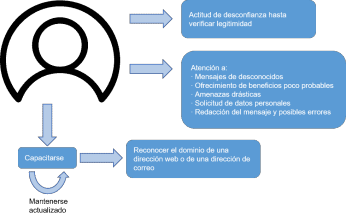 Actitud de desconfianza hasta
verificar legitimidad
Atención a:
· Mensajes de desconocidos
· Ofrecimiento de beneficios poco probables
· Amenazas drásticas
· Solicitud de datos personales
· Redacción del mensaje y posibles errores
Capacitarse
Reconocer el dominio de una
dirección web o de una dirección de
correo
Mantenerse
actualizado